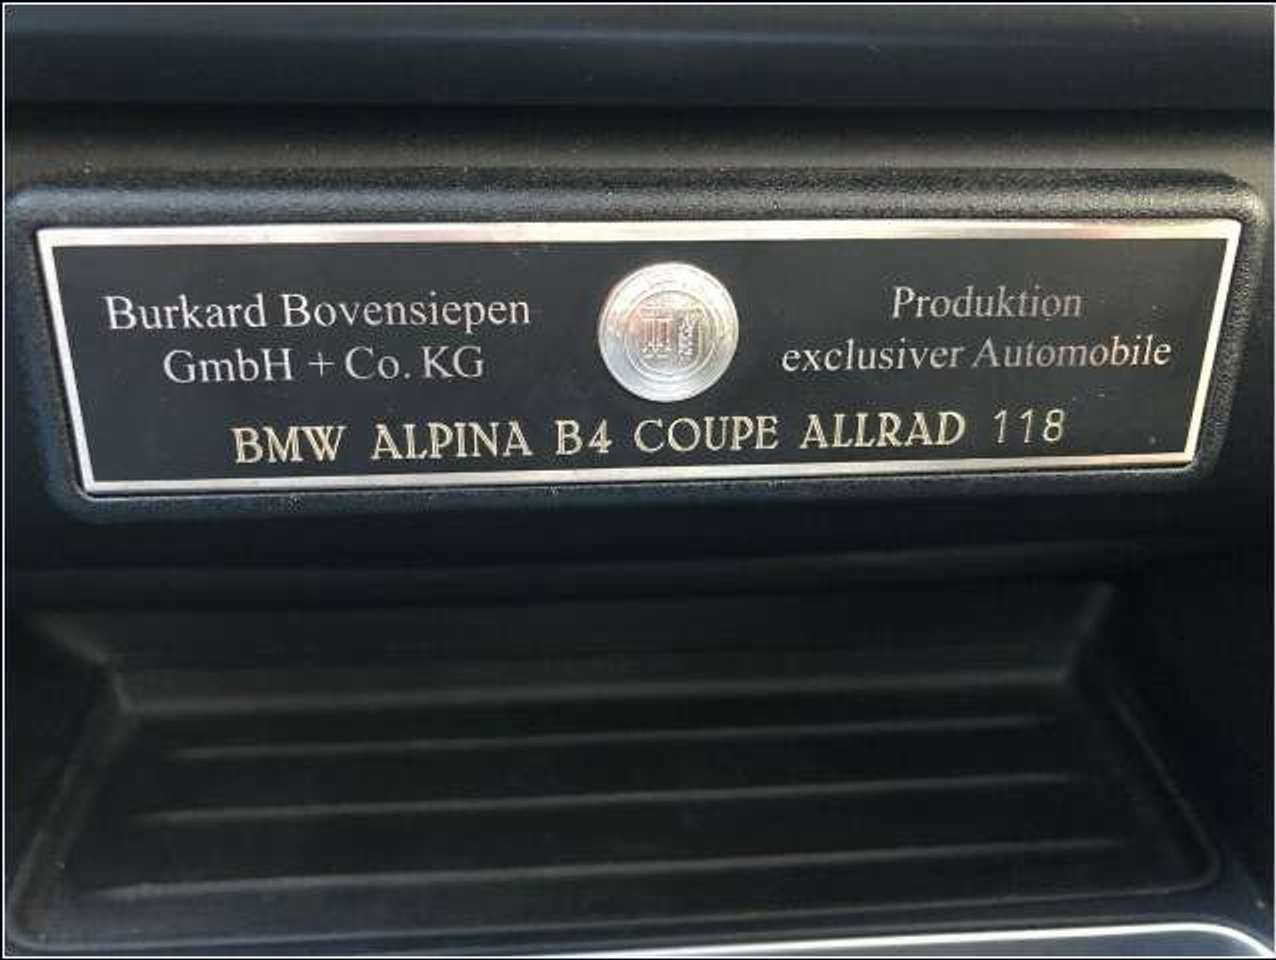 Burkard Bovensiepen
GmbH + Co. KG
Produktion
exclusiver Automobile
BMW ALPINA B4 COUPE ALLRAD 118